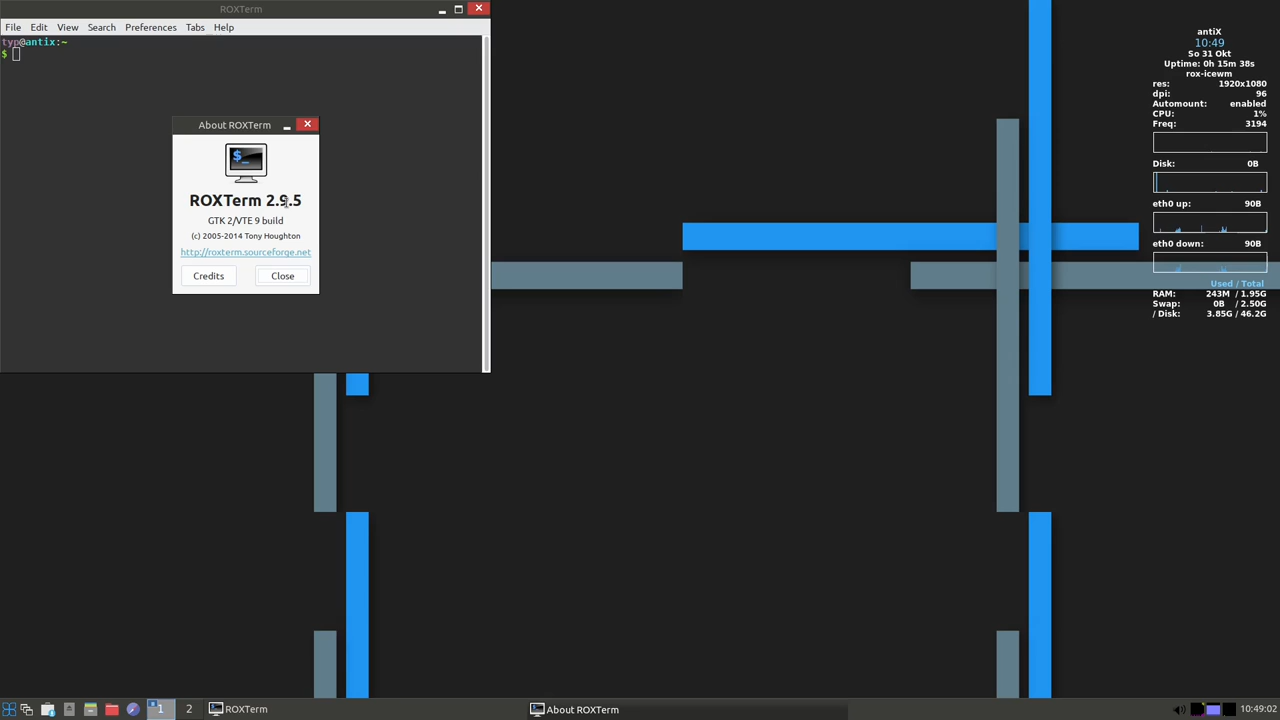 ROXTerm
File Edit View Search Preferences Tabs Help
typ@antix:~
$
About ROXTerm
$_
ROXTerm 2.9.5
GTK 2/VTE 9 build
(c) 2005-2014 Tony Houghton
http://roxterm.sourceforge.net
Credits Close
antiX
10:49
So 31 Okt
Uptime: 0h 15m 38s
rox-icewm
res: 1920x1080
dpi: 96
Automount: enabled
CPU: 1%
Freq: 3194
Disk: 0B
eth0 up: 90B
eth0 down: 90B
Used / Total
RAM: 243M / 1.95G
Swap: 0B / 2.50G
/ Disk: 3.85G / 46.2G
1 2 ROXTerm About ROXTerm 10:49:02